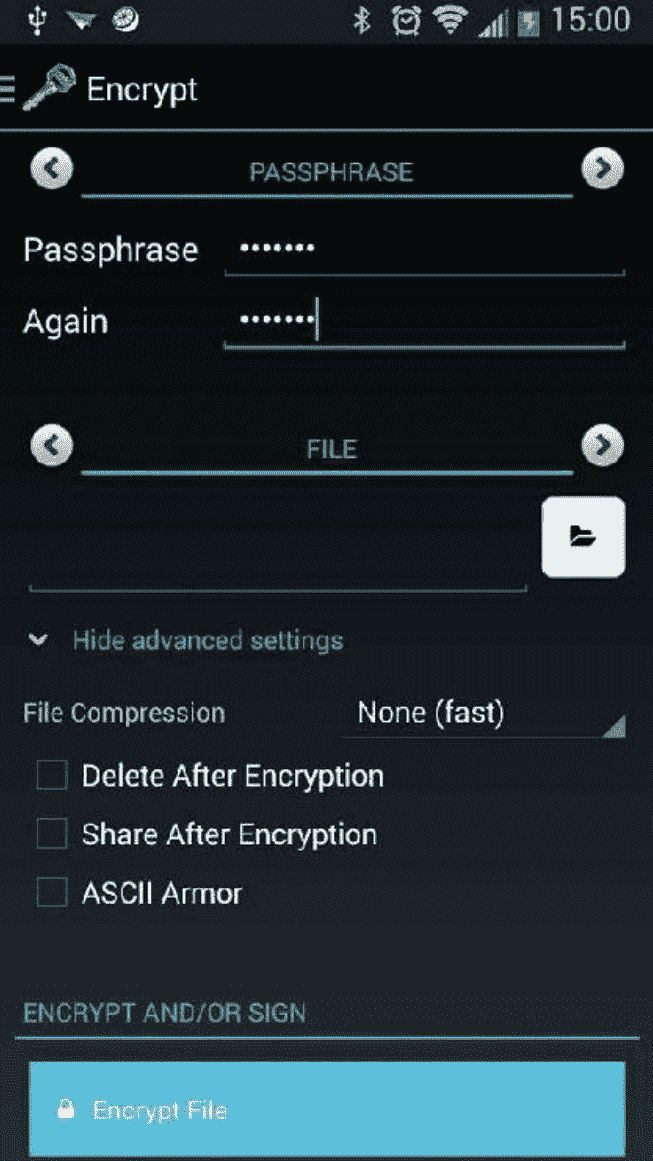 15:00
Encrypt
PASSPHRASE
Passphrase •••••••
Again •••••••
FILE
Hide advanced settings
File Compression None (fast)
Delete After Encryption
Share After Encryption
ASCII Armor
ENCRYPT AND/OR SIGN
Encrypt File